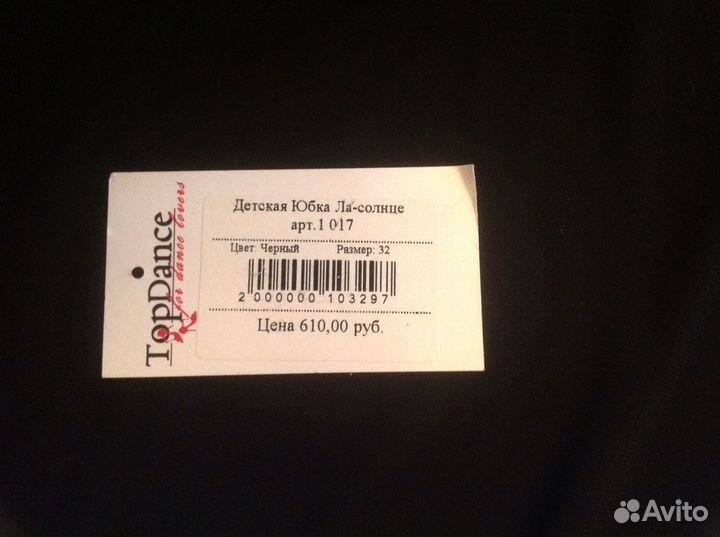 TopDance
for dance lovers
Детская Юбка Ла-солнце
арт.1 017
Цвет: Черный Размер: 32
2 000000 103297
Цена 610,00 руб.
Avito